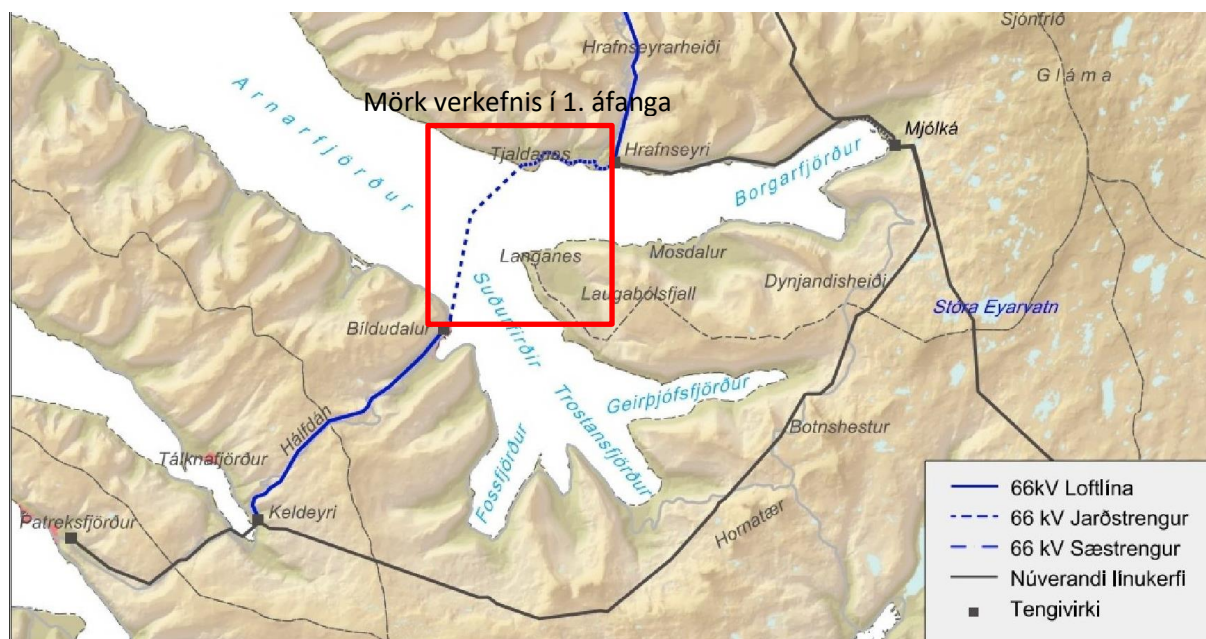 Sjónfríð
Hrafnseyrarheiði
Gláma
Arnarfjörður
Mörk verkefnis í 1. áfanga
Mjólká
Tjaldanes
Hrafnseyri
Borgarfjörður
Langanes
Mosdalur
Dynjandisheiði
Laugabólsfjall
Suðurfirðir
Stóra Eyarvatn
Bíldudalur
Geirþjófsfjörður
Trostansfjörður
Hálfdán
Botnshestur
Tálknafjörður
Fossfjörður
Keldeyri
Patreksfjörður
Hornatær
66kV Loftlína
66 kV Jarðstrengur
66 kV Sæstrengur
Núverandi línukerfi
Tengivirki